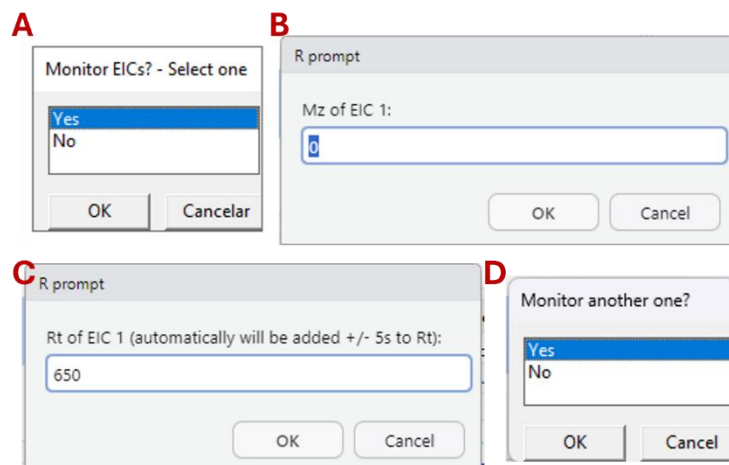 A
Monitor EICs? - Select one
Yes
No
OK Cancelar
B
R prompt
Mz of EIC 1:
0
OK Cancel
C
R prompt
Rt of EIC 1 (automatically will be added +/- 5s to Rt):
650
OK Cancel
D
Monitor another one?
Yes
No
OK Cancel